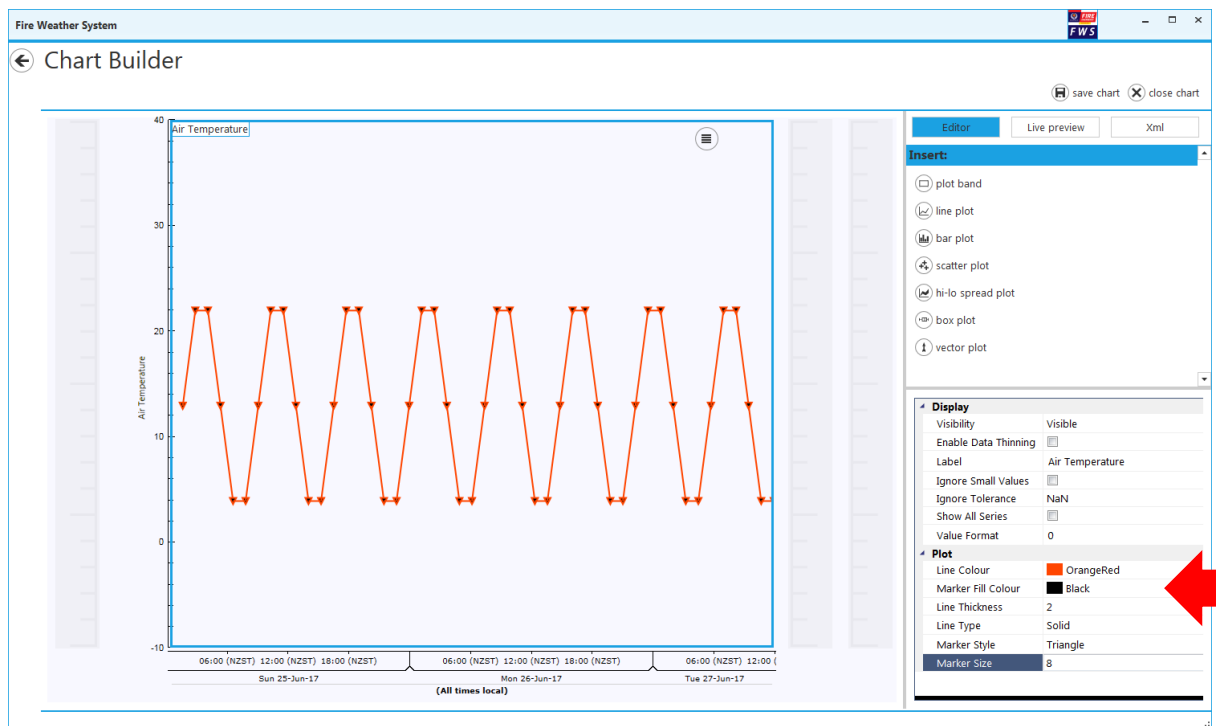 Fire Weather System
FIRE
FWS
Chart Builder
save chart
close chart
40
30
20
10
0
-10
Air Temperature
Air Temperature
06:00 (NZST) 12:00 (NZST) 18:00 (NZST)
06:00 (NZST) 12:00 (NZST) 18:00 (NZST)
06:00 (NZST) 12:00 (
Sun 25-Jun-17
Mon 26-Jun-17
Tue 27-Jun-17
(All times local)
Editor
Live preview
Xml
Insert:
plot band
line plot
bar plot
scatter plot
hi-lo spread plot
box plot
vector plot
Display
Visibility Visible
Enable Data Thinning
Label Air Temperature
Ignore Small Values
Ignore Tolerance NaN
Show All Series
Value Format 0
Plot
Line Colour OrangeRed
Marker Fill Colour Black
Line Thickness 2
Line Type Solid
Marker Style Triangle
Marker Size 8